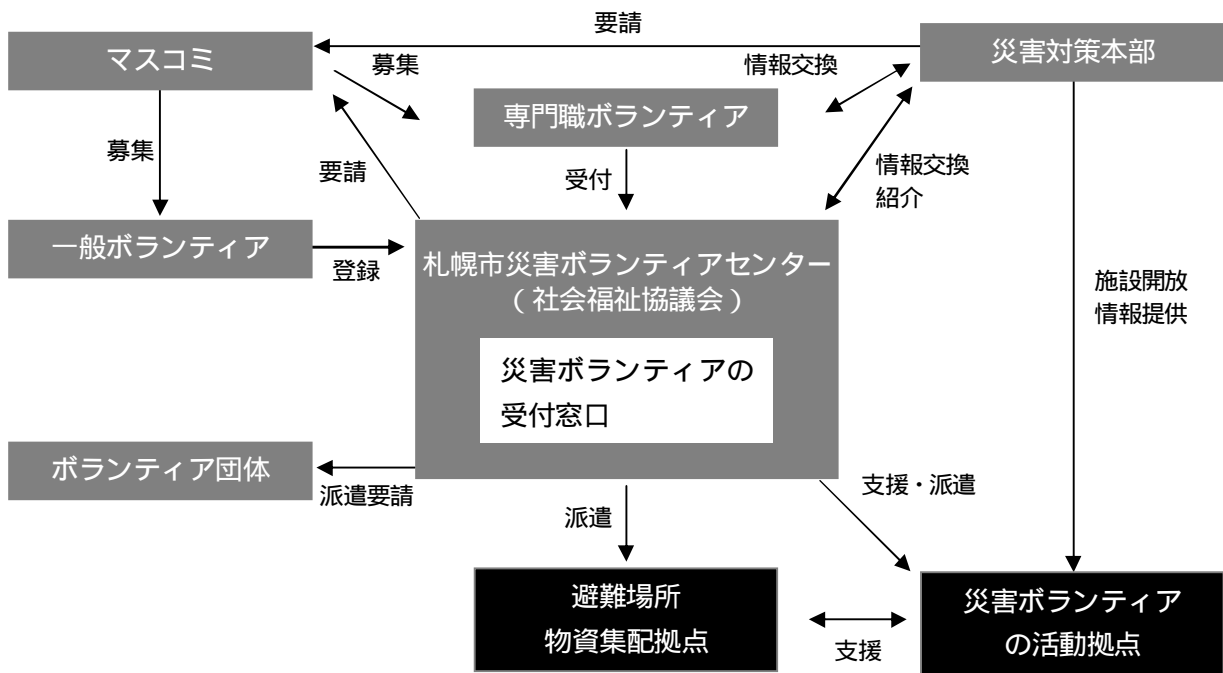 要請
マスコミ
災害対策本部
募集
情報交換
専門職ボランティア
募集
要請
受付
情報交換
紹介
一般ボランティア
登録
札幌市災害ボランティアセンター
（社会福祉協議会）
施設開放
情報提供
災害ボランティアの
受付窓口
ボランティア団体
派遣要請
支援・派遣
派遣
避難場所
物資集配拠点
災害ボランティア
の活動拠点
支援